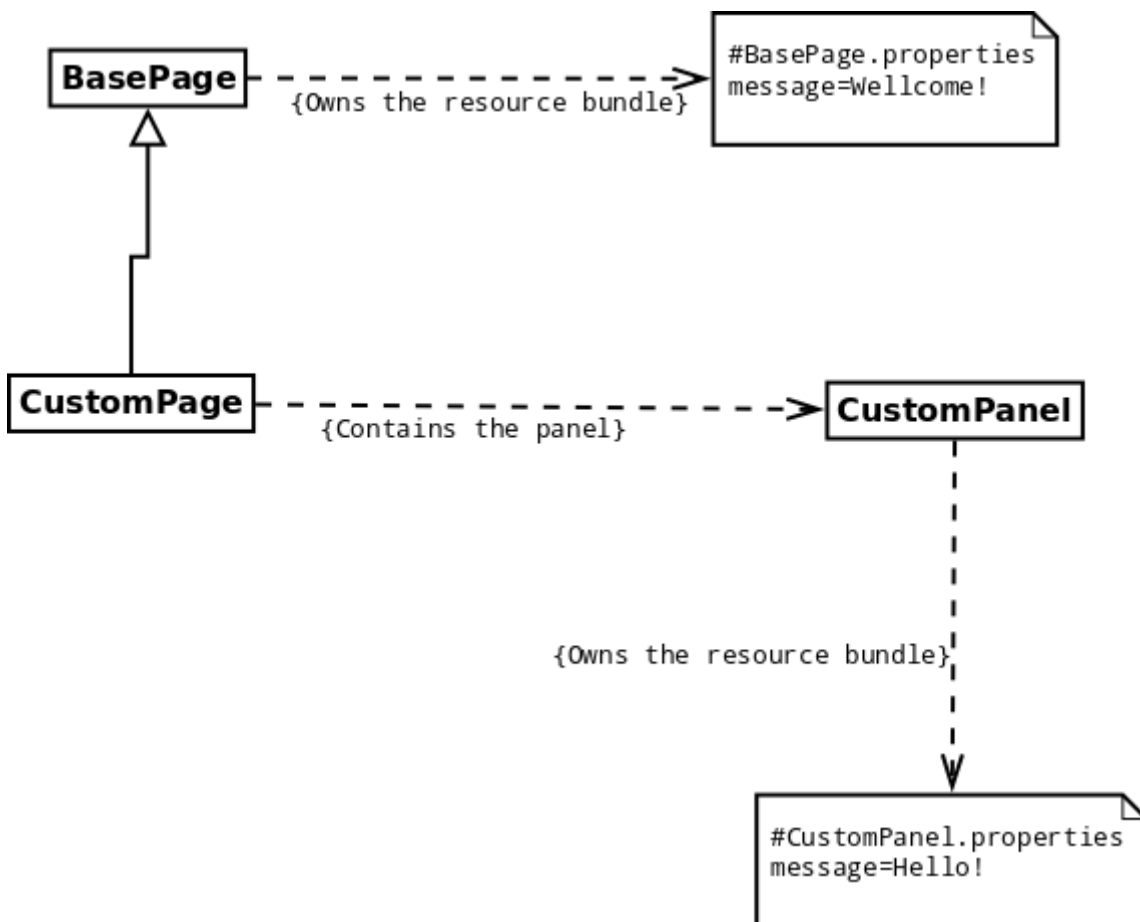 BasePage
{Owns the resource bundle}
#BasePage.properties
message=Wellcome!
CustomPage
{Contains the panel}
CustomPanel
{Owns the resource bundle}
#CustomPanel.properties
message=Hello!